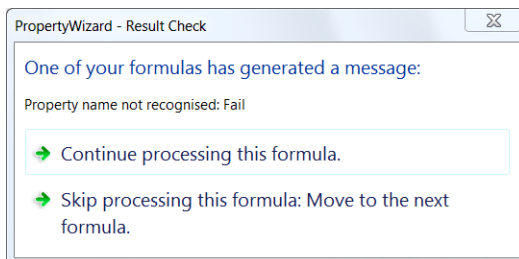 PropertyWizard - Result Check
One of your formulas has generated a message:
Property name not recognised: Fail
Continue processing this formula.
Skip processing this formula: Move to the next
formula.